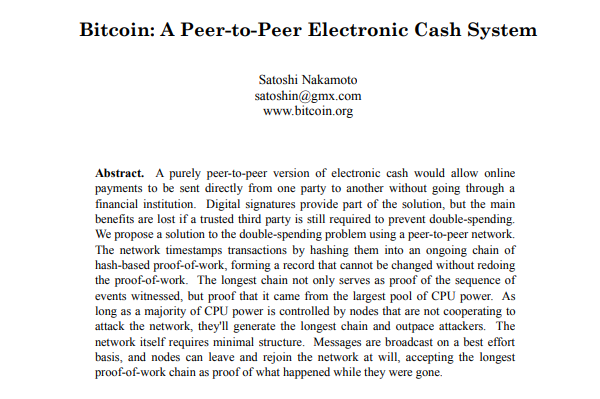 Bitcoin: A Peer-to-Peer Electronic Cash System
Satoshi Nakamoto
satoshin@gmx.com
www.bitcoin.org
Abstract. A purely peer-to-peer version of electronic cash would allow online
payments to be sent directly from one party to another without going through a
financial institution. Digital signatures provide part of the solution, but the main
benefits are lost if a trusted third party is still required to prevent double-spending.
We propose a solution to the double-spending problem using a peer-to-peer network.
The network timestamps transactions by hashing them into an ongoing chain of
hash-based proof-of-work, forming a record that cannot be changed without redoing
the proof-of-work. The longest chain not only serves as proof of the sequence of
events witnessed, but proof that it came from the largest pool of CPU power. As
long as a majority of CPU power is controlled by nodes that are not cooperating to
attack the network, they'll generate the longest chain and outpace attackers. The
network itself requires minimal structure. Messages are broadcast on a best effort
basis, and nodes can leave and rejoin the network at will, accepting the longest
proof-of-work chain as proof of what happened while they were gone.